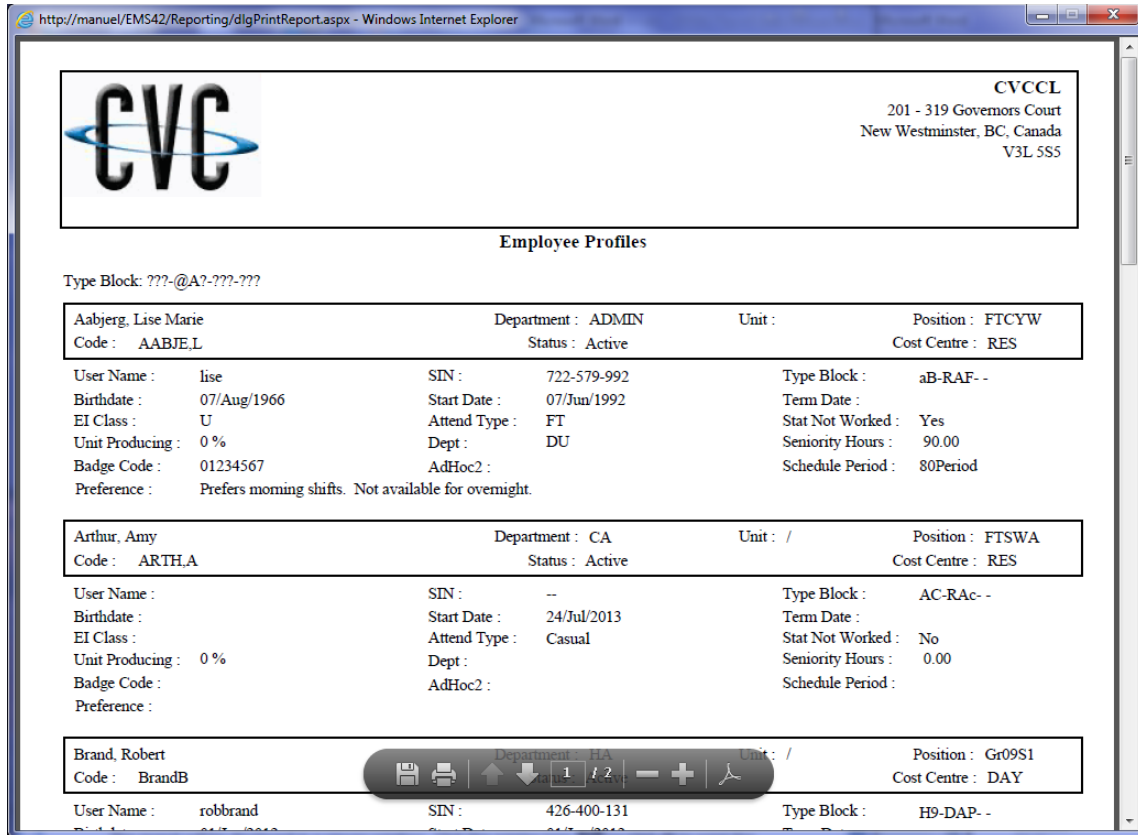 http://manuel/EMS42/Reporting/dlgPrintReport.aspx - Windows Internet Explorer
CVC
CVCCL
201 - 319 Governors Court
New Westminster, BC, Canada
V3L 5S5
Employee Profiles
Type Block: ???-@A?-???-???
Aabjerg, Lise Marie Department : ADMIN Unit : Position : FTCYW
Code : AABJE,L Status : Active Cost Centre : RES
User Name : lise SIN : 722-579-992 Type Block : aB-RAF- -
Birthdate : 07/Aug/1966 Start Date : 07/Jun/1992 Term Date :
EI Class : U Attend Type : FT Stat Not Worked : Yes
Unit Producing : 0 % Dept : DU Seniority Hours : 90.00
Badge Code : 01234567 AdHoc2 : Schedule Period : 80Period
Preference : Prefers morning shifts. Not available for overnight.
Arthur, Amy Department : CA Unit : / Position : FTSWA
Code : ARTH,A Status : Active Cost Centre : RES
User Name : SIN : -- Type Block : AC-RAc- -
Birthdate : Start Date : 24/Jul/2013 Term Date :
EI Class : Attend Type : Casual Stat Not Worked : No
Unit Producing : 0 % Dept : Seniority Hours : 0.00
Badge Code : AdHoc2 : Schedule Period :
Preference :
Brand, Robert Department : HA Unit : / Position : Gr09S1
Code : BrandB Status : Active Cost Centre : DAY
1 / 2
User Name : robbrand SIN : 426-400-131 Type Block : H9-DAP- -